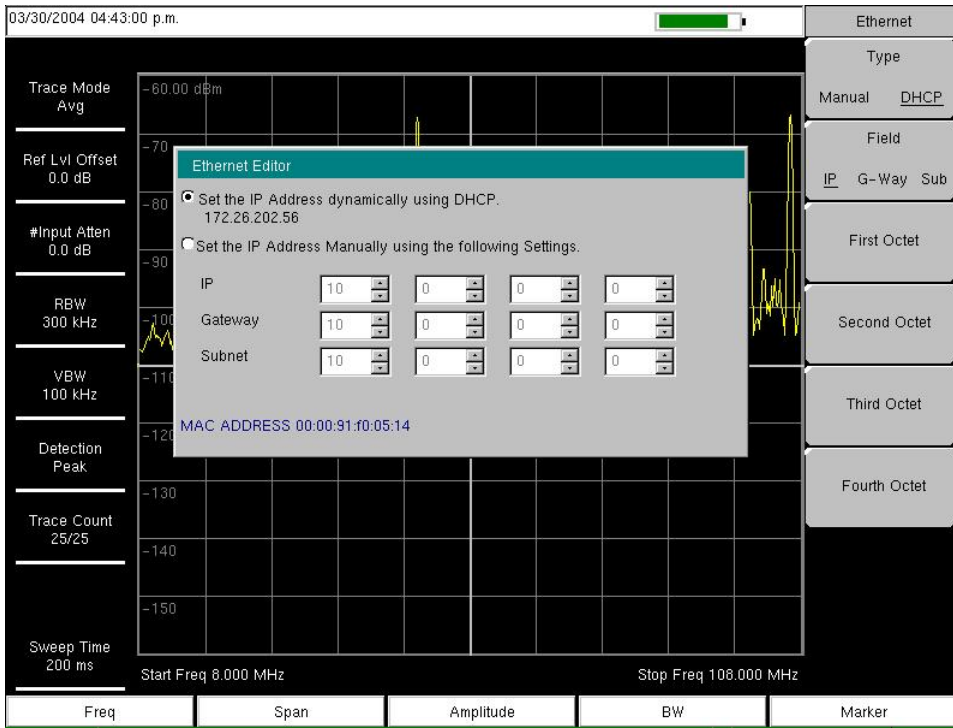 03/30/2004 04:43:00 p.m.
Ethernet
Type
Manual DHCP
Field
IP G-Way Sub
First Octet
Second Octet
Third Octet
Fourth Octet
Trace Mode
Avg
Ref Lvl Offset
0.0 dB
#Input Atten
0.0 dB
RBW
300 kHz
VBW
100 kHz
Detection
Peak
Trace Count
25/25
Sweep Time
200 ms
-60.00 dBm
-70
-80
-90
-100
-110
-120
-130
-140
-150
Ethernet Editor
Set the IP Address dynamically using DHCP.
172.26.202.56
Set the IP Address Manually using the following Settings.
IP 10 0 0 0
Gateway 10 0 0 0
Subnet 10 0 0 0
MAC ADDRESS 00:00:91:f0:05:14
Start Freq 8.000 MHz Stop Freq 108.000 MHz
Freq Span Amplitude BW Marker